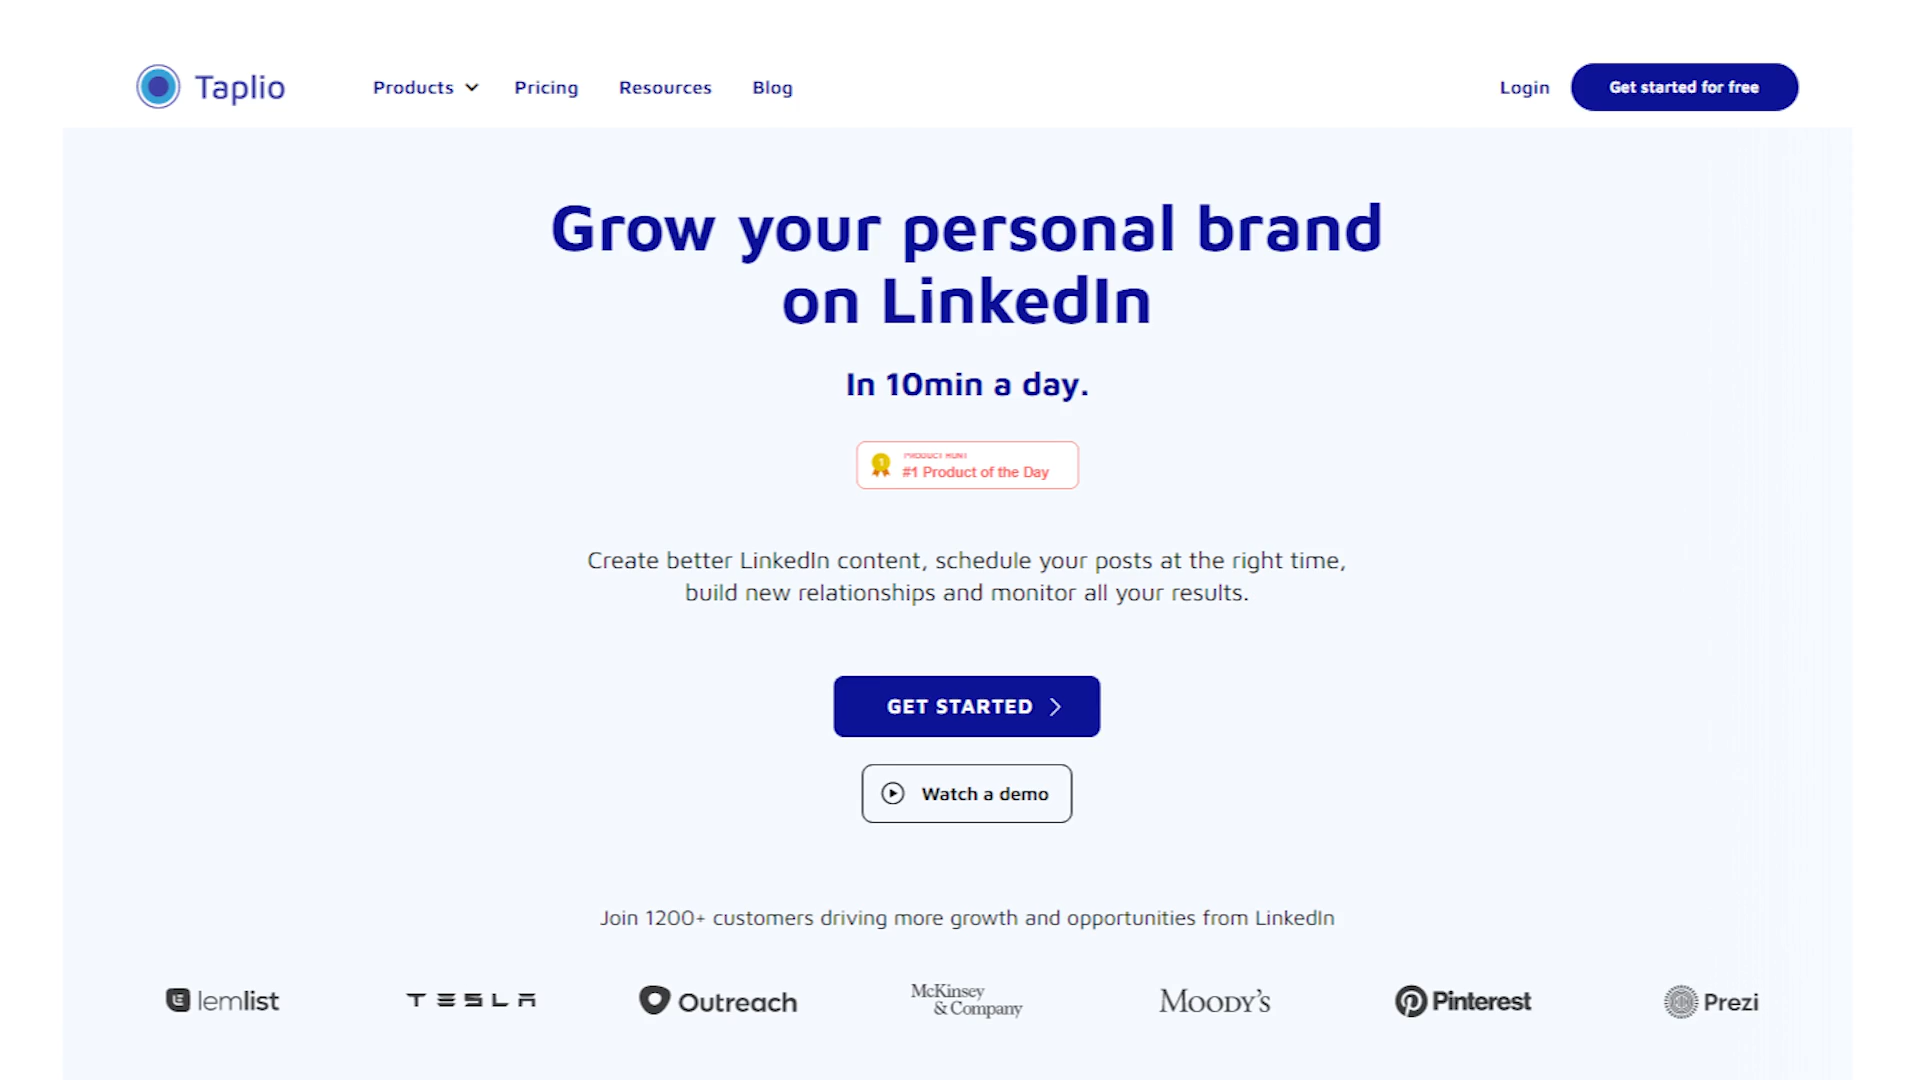 Taplio
Products
Pricing
Resources
Blog
Login
Get started for free
Grow your personal brand
on LinkedIn
In 10min a day.
PRODUCT HUNT
#1 Product of the Day
Create better LinkedIn content, schedule your posts at the right time,
build new relationships and monitor all your results.
GET STARTED
Watch a demo
Join 1200+ customers driving more growth and opportunities from LinkedIn
lemlist
TESLA
Outreach
McKinsey
& Company
MOODY'S
Pinterest
Prezi